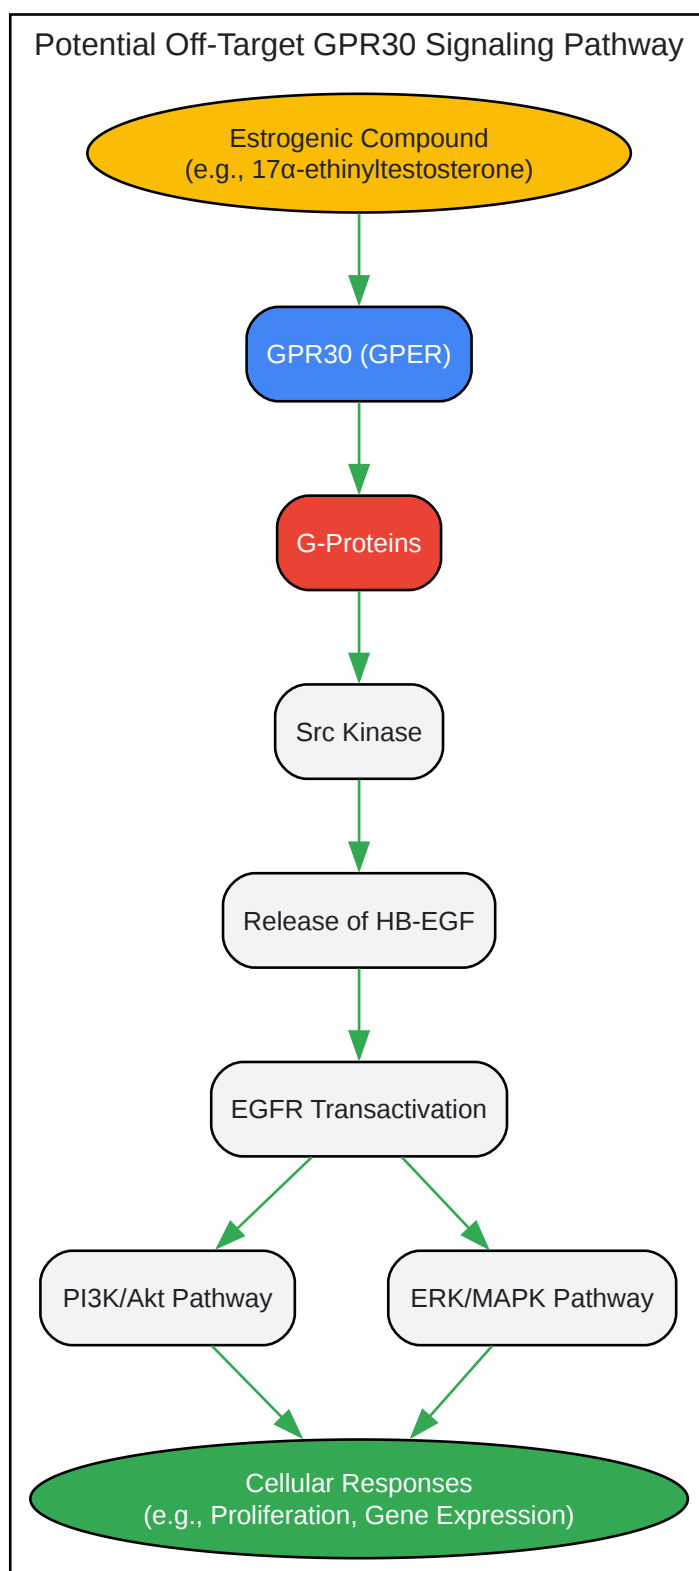 Potential Off-Target GPR30 Signaling Pathway
Estrogenic Compound
(e.g., 17α-ethinyltestosterone)
GPR30 (GPER)
G-Proteins
Src Kinase
Release of HB-EGF
EGFR Transactivation
PI3K/Akt Pathway
ERK/MAPK Pathway
Cellular Responses
(e.g., Proliferation, Gene Expression)